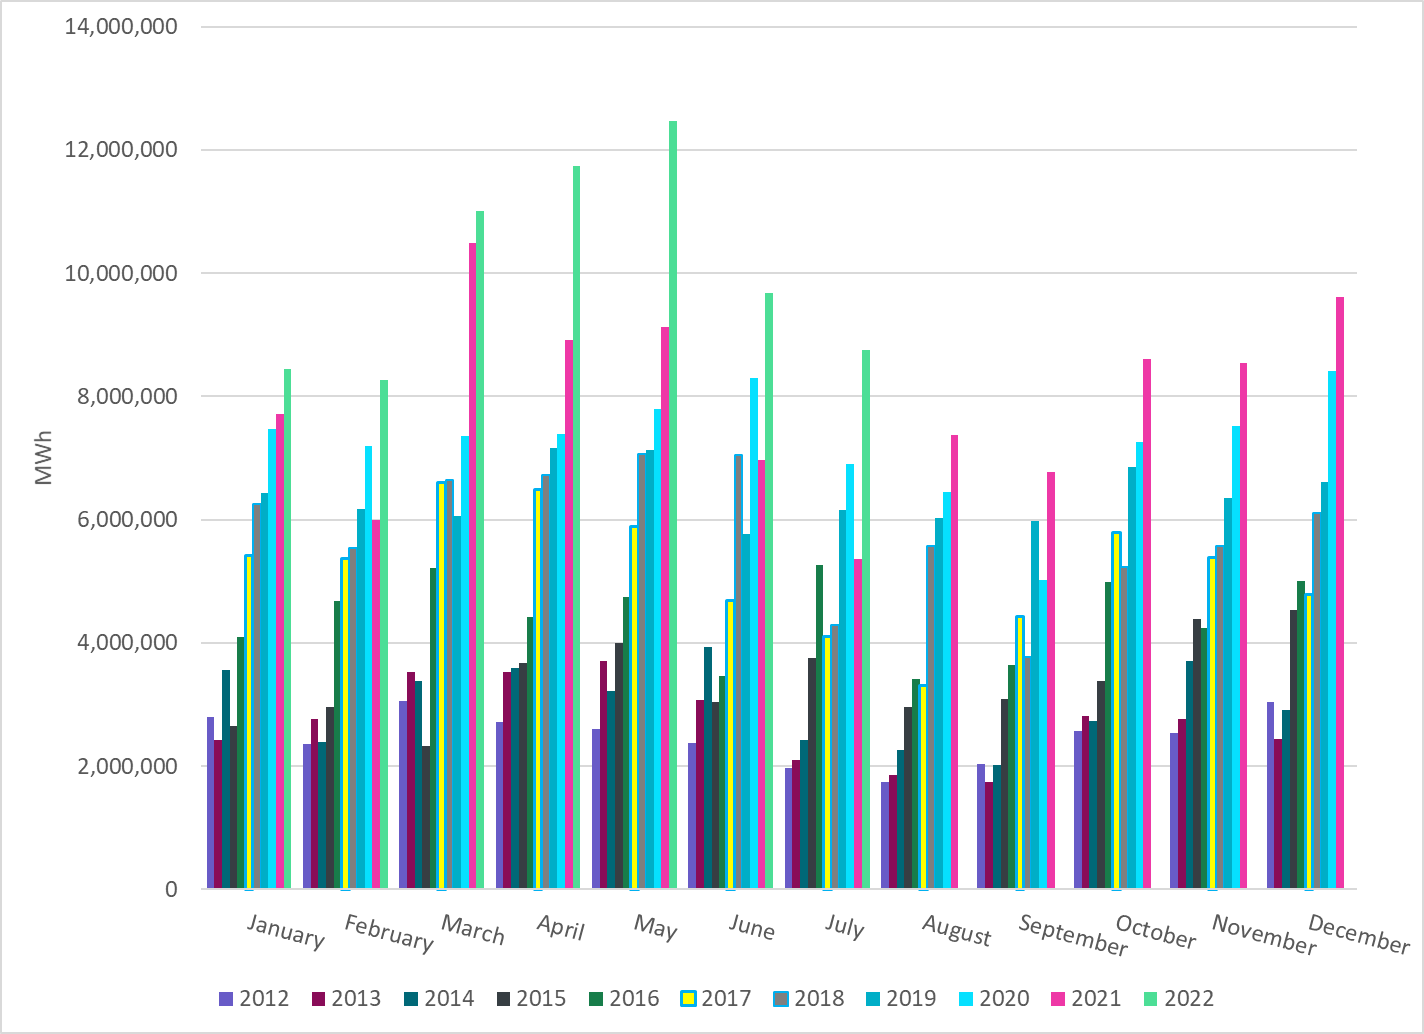 14,000,000
12,000,000
10,000,000
8,000,000
6,000,000
4,000,000
2,000,000
0
MWh
January February March April May June July August September October November December
2012 2013 2014 2015 2016 2017 2018 2019 2020 2021 2022